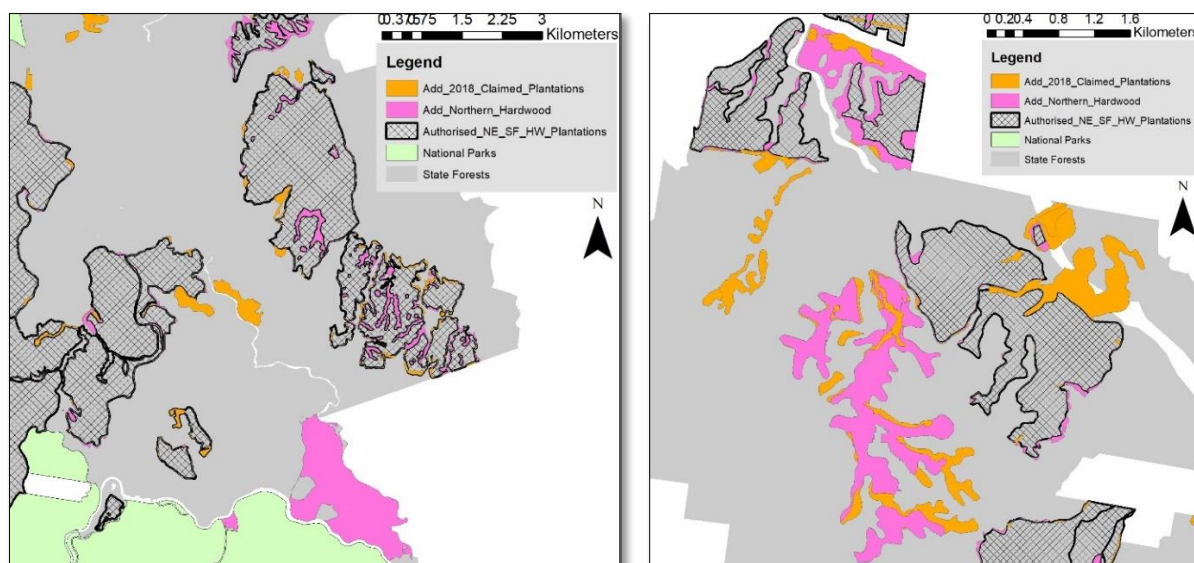 0 0.3 0.75 1.5 2.25 3
Kilometers
Legend
Add_2018_Claimed_Plantations
Add_Northern_Hardwood
Authorised_NE_SF_HW_Plantations
National Parks
State Forests
N
0 0.2 0.4 0.8 1.2 1.6
Kilometers
Legend
Add_2018_Claimed_Plantations
Add_Northern_Hardwood
Authorised_NE_SF_HW_Plantations
National Parks
State Forests
N